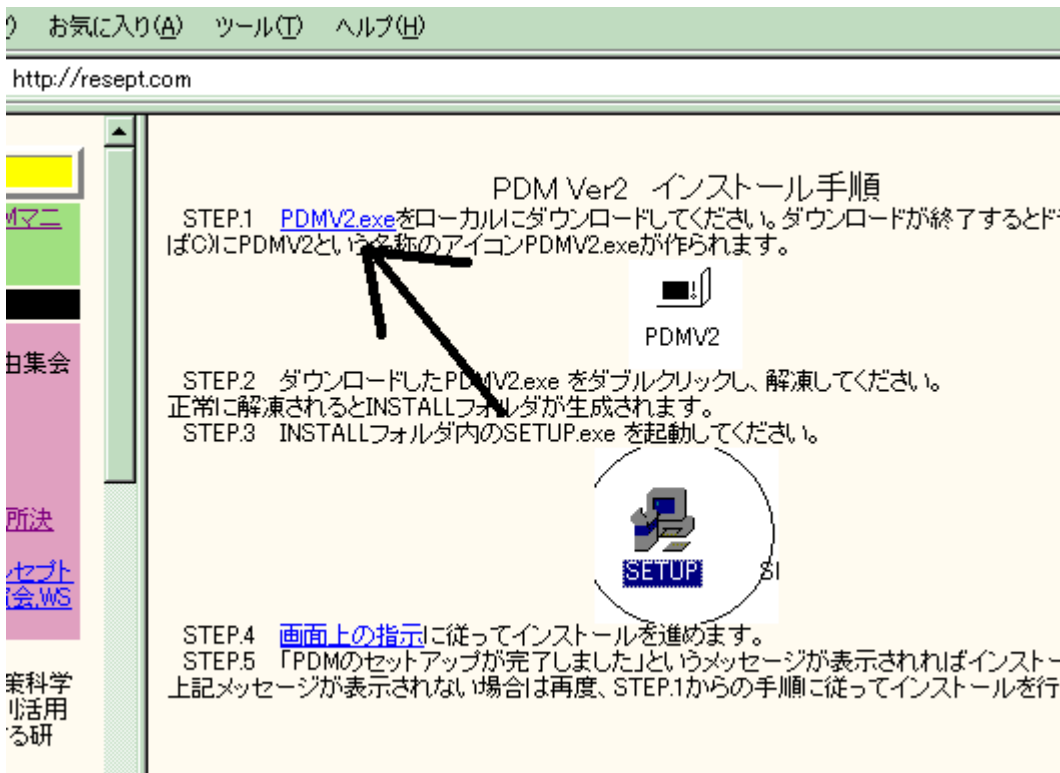 お気に入り(A) ツール(T) ヘルプ(H)
http://resept.com
Mマニ
由集会
所決
レセプト
会,WS
策科学
リ活用
る研
PDM Ver2 インストール手順
STEP.1 PDMV2.exeをローカルにダウンロードしてください。ダウンロードが終了するとド
ばC)にPDMV2という名称のアイコンPDMV2.exeが作られます。
PDMV2
STEP.2 ダウンロードしたPDMV2.exe をダブルクリックし、解凍してください。
正常に解凍されるとINSTALLフォルダが生成されます。
STEP.3 INSTALLフォルダ内のSETUP.exe を起動してください。
SETUP
STEP.4 画面上の指示に従ってインストールを進めます。
STEP.5 「PDMのセットアップが完了しました」というメッセージが表示されればインスト
上記メッセージが表示されない場合は再度、STEP.1からの手順に従ってインストールを行